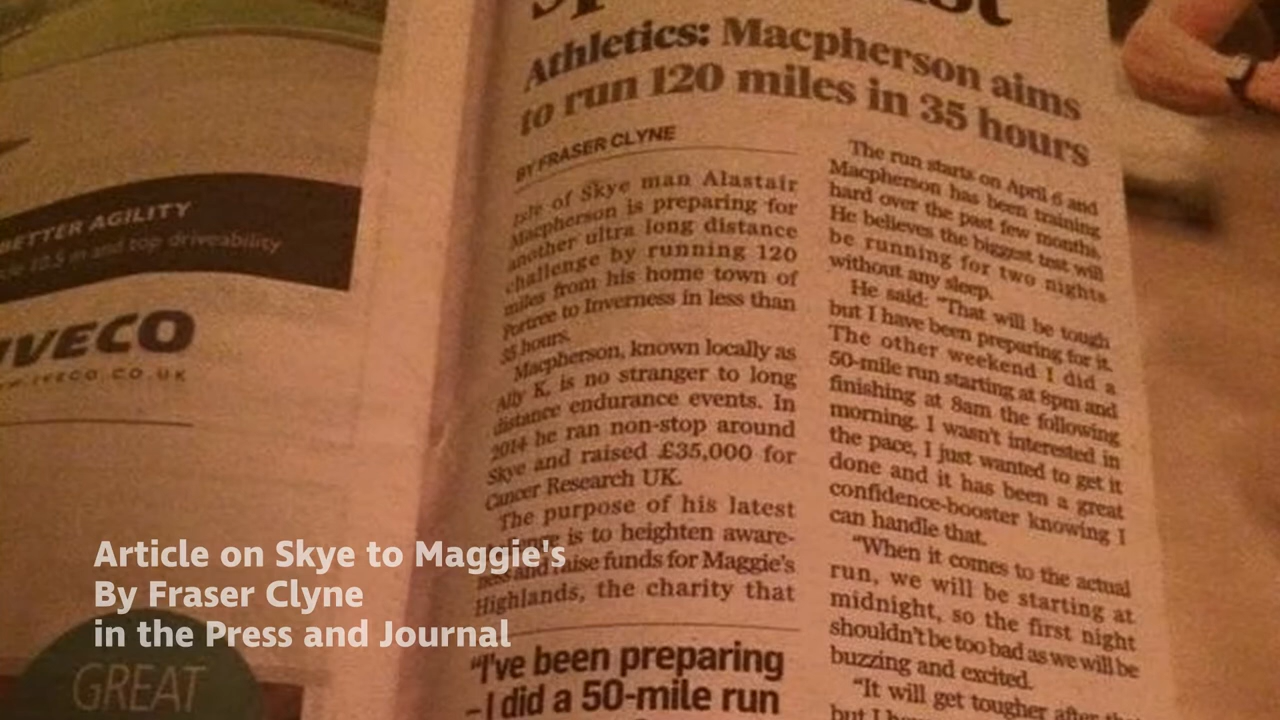 Athletics: Macpherson aims
to run 120 miles in 35 hours
BY FRASER CLYNE
Isle of Skye man Alastair
Macpherson is preparing for
another ultra long distance
challenge by running 120
miles from his home town of
Portree to Inverness in less than
35 hours.
Macpherson, known locally as
Ally K, is no stranger to long
distance endurance events. In
2014 he ran non-stop around
Skye and raised £35,000 for
Cancer Research UK.
The purpose of his latest
is to heighten aware-
ness and raise funds for Maggie's
Highlands, the charity that
"I've been preparing
– I did a 50-mile run
The run starts on April 6 and
Macpherson has been training
hard over the past few months.
He believes the biggest test will
be running for two nights
without any sleep.
He said: "That will be tough
but I have been preparing for it.
The other weekend I did a
50-mile run starting at 8pm and
finishing at 8am the following
morning. I wasn't interested in
the pace, I just wanted to get it
done and it has been a great
confidence-booster knowing I
can handle that.
"When it comes to the actual
run, we will be starting at
midnight, so the first night
shouldn't be too bad as we will be
buzzing and excited.
"It will get tougher after
but I
BETTER AGILITY
10.5 m and top driveability
IVECO
IVECO.CO.UK
GREAT
Article on Skye to Maggie's
By Fraser Clyne
in the Press and Journal